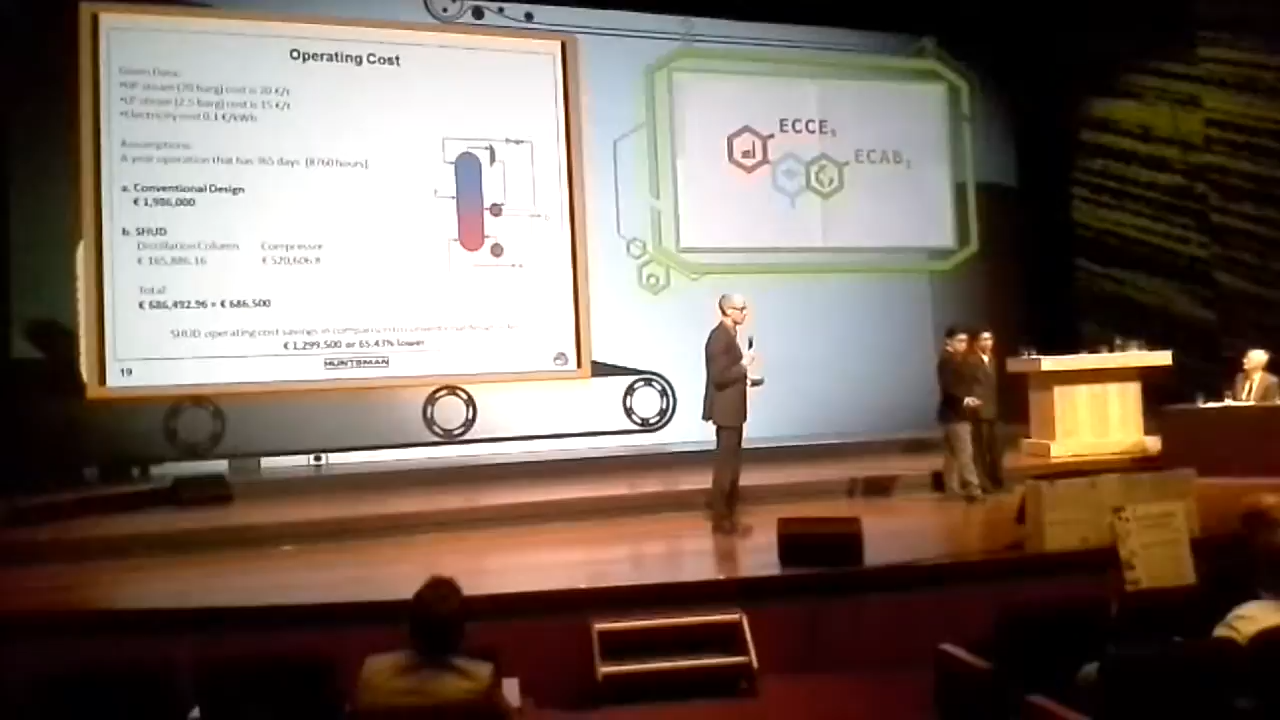 Operating Cost
Given Data:
•HP steam (20 barg) cost is 20 €/t
•LP steam (2.5 barg) cost is 15 €/t
•Electricity cost 0.1 €/kWh
Assumptions:
A year operation that has 365 days (8760 hours)
a. Conventional Design
€ 1,986,000
b. SHUD
Distillation Column Compressor
€ 165,886.16 € 520,606.8
Total
€ 686,492.96 ≈ € 686,500
SHUD operating cost savings in comparison to conventional
€ 1,299,500 or 65.43% lower
HUNTSMAN
19
ECCE
ECAB